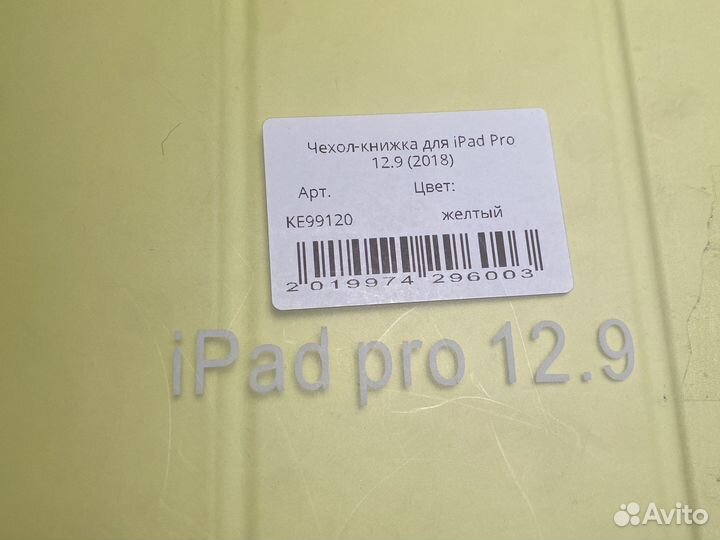 Чехол-книжка для iPad Pro
12.9 (2018)
Арт. Цвет:
KE99120 желтый
2 019974 296003
iPad pro 12.9
Avito